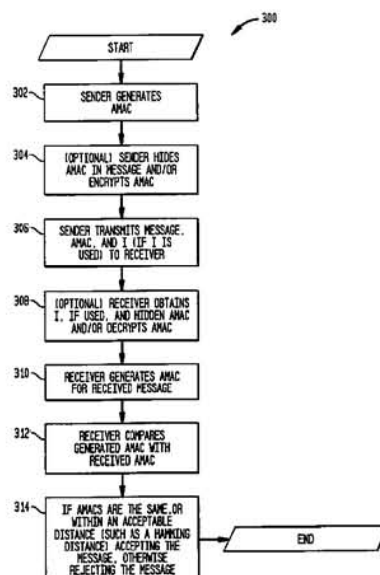 300
START
302
SENDER GENERATES
AMAC
304
(OPTIONAL) SENDER HIDES
AMAC IN MESSAGE AND/OR
ENCRYPTS AMAC
306
SENDER TRANSMITS MESSAGE,
AMAC, AND I (IF I IS
USED) TO RECEIVER
308
(OPTIONAL) RECEIVER OBTAINS
I, IF USED, AND HIDDEN AMAC
AND/OR DECRYPTS AMAC
310
RECEIVER GENERATES AMAC
FOR RECEIVED MESSAGE
312
RECEIVER COMPARES
GENERATED AMAC WITH
RECEIVED AMAC
314
IF AMACS ARE THE SAME,OR
WITHIN AN ACCEPTABLE
DISTANCE (SUCH AS A HAMMING
DISTANCE) ACCEPTING THE
MESSAGE, OTHERWISE
REJECTING THE MESSAGE
END